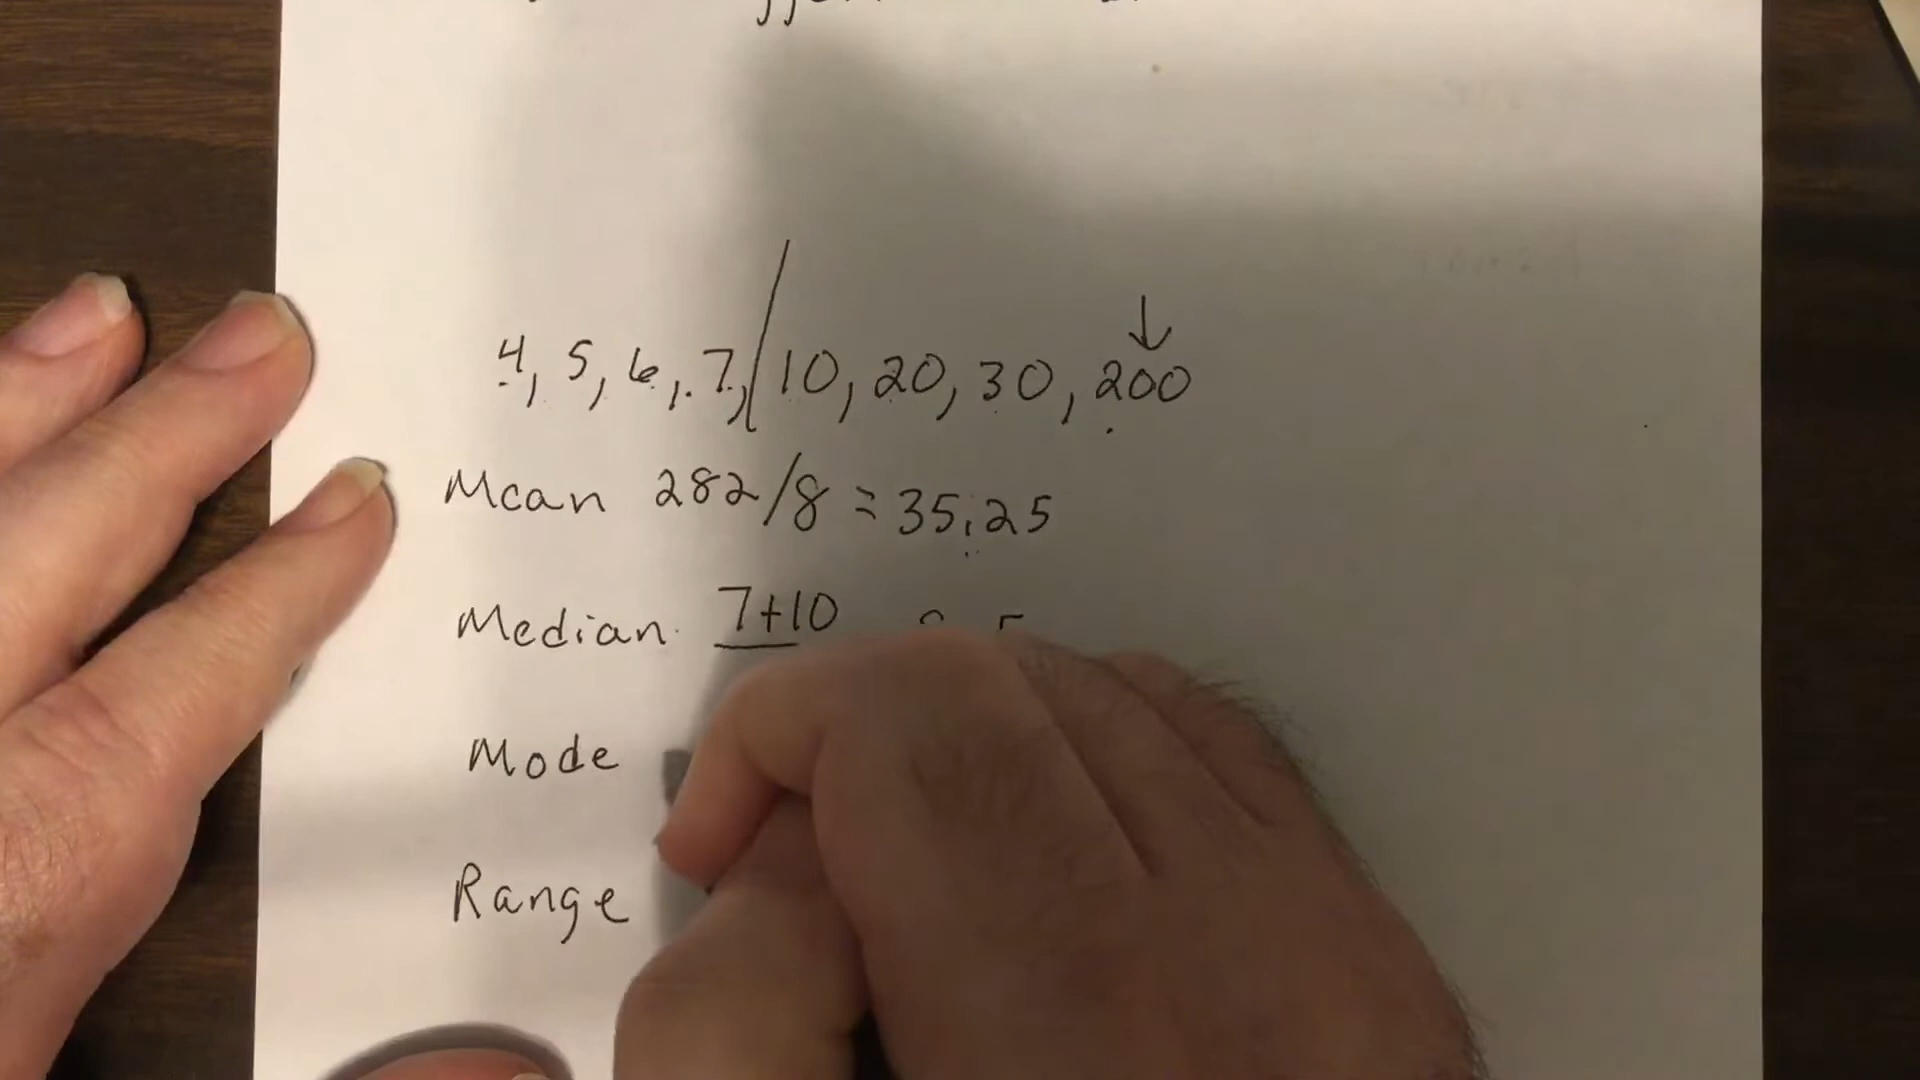 4, 5, 6, 7, / 10, 20, 30, 200
Mean 282/8 = 35.25
Median 7+10
Mode
Range